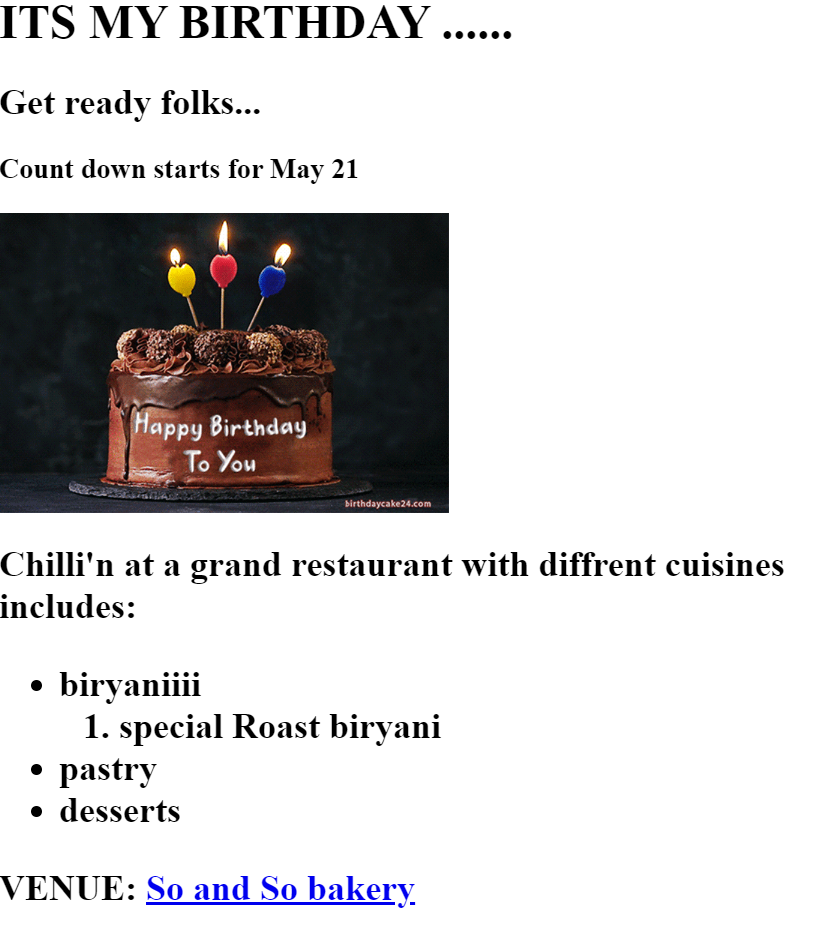 ITS MY BIRTHDAY ......
Get ready folks...
Count down starts for May 21
Happy Birthday
To You
birthdaycake24.com
Chilli'n at a grand restaurant with diffrent cuisines
includes:
• biryaniiii
1. special Roast biryani
• pastry
• desserts
VENUE: So and So bakery